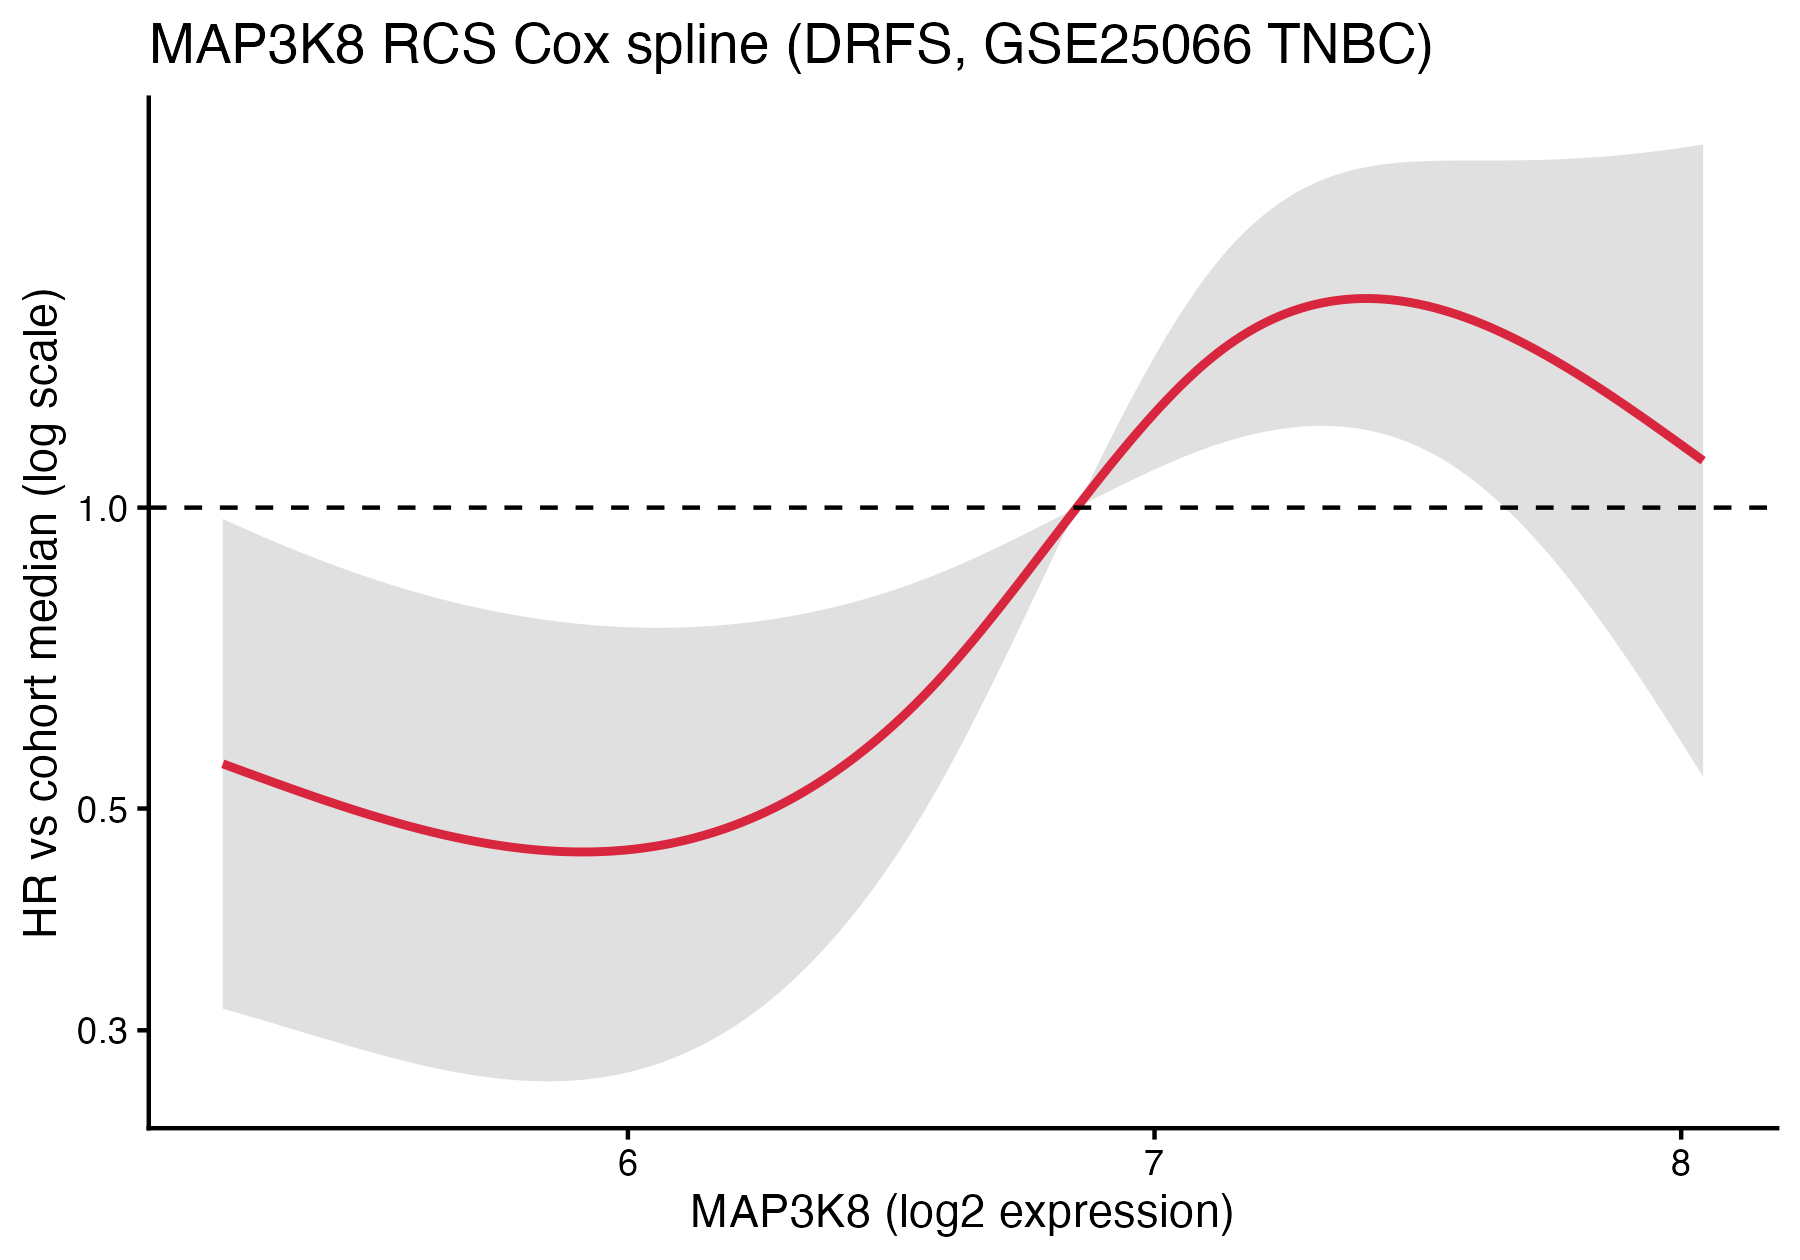 MAP3K8 RCS Cox spline (DRFS, GSE25066 TNBC)
HR vs cohort median (log scale)
1.0
0.5
0.3
6
7
8
MAP3K8 (log2 expression)